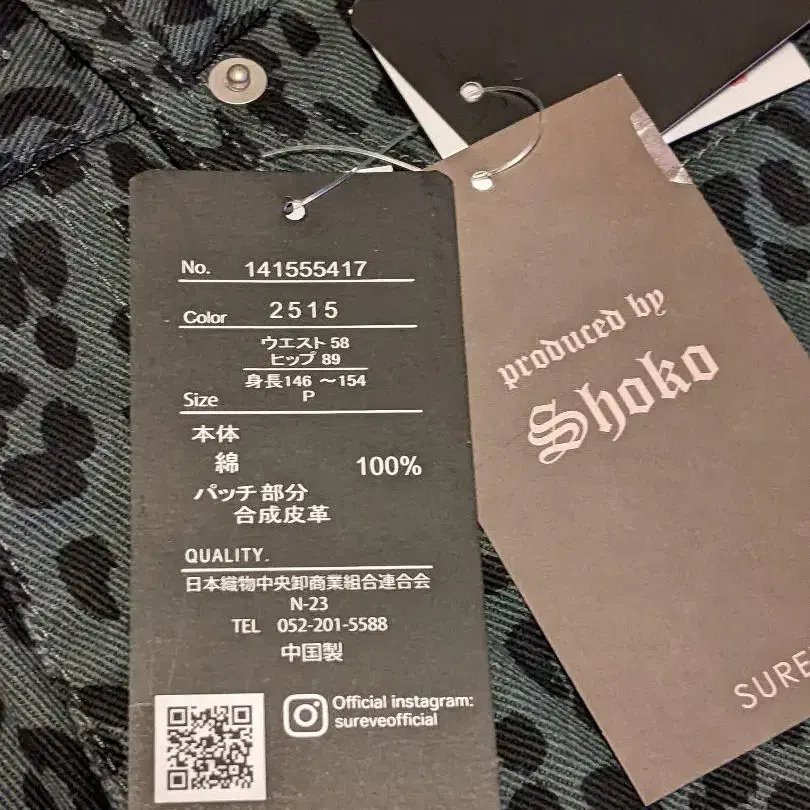 No. 141555417
Color 2515
ウエスト 58
ヒップ 89
身長146 ～154
Size P
本体
綿 100%
パッチ部分
合成皮革
QUALITY.
日本織物中央卸商業組合連合会
N-23
TEL 052-201-5588
中国製
Official instagram:
sureveofficial
produced by
Shoko
SURE